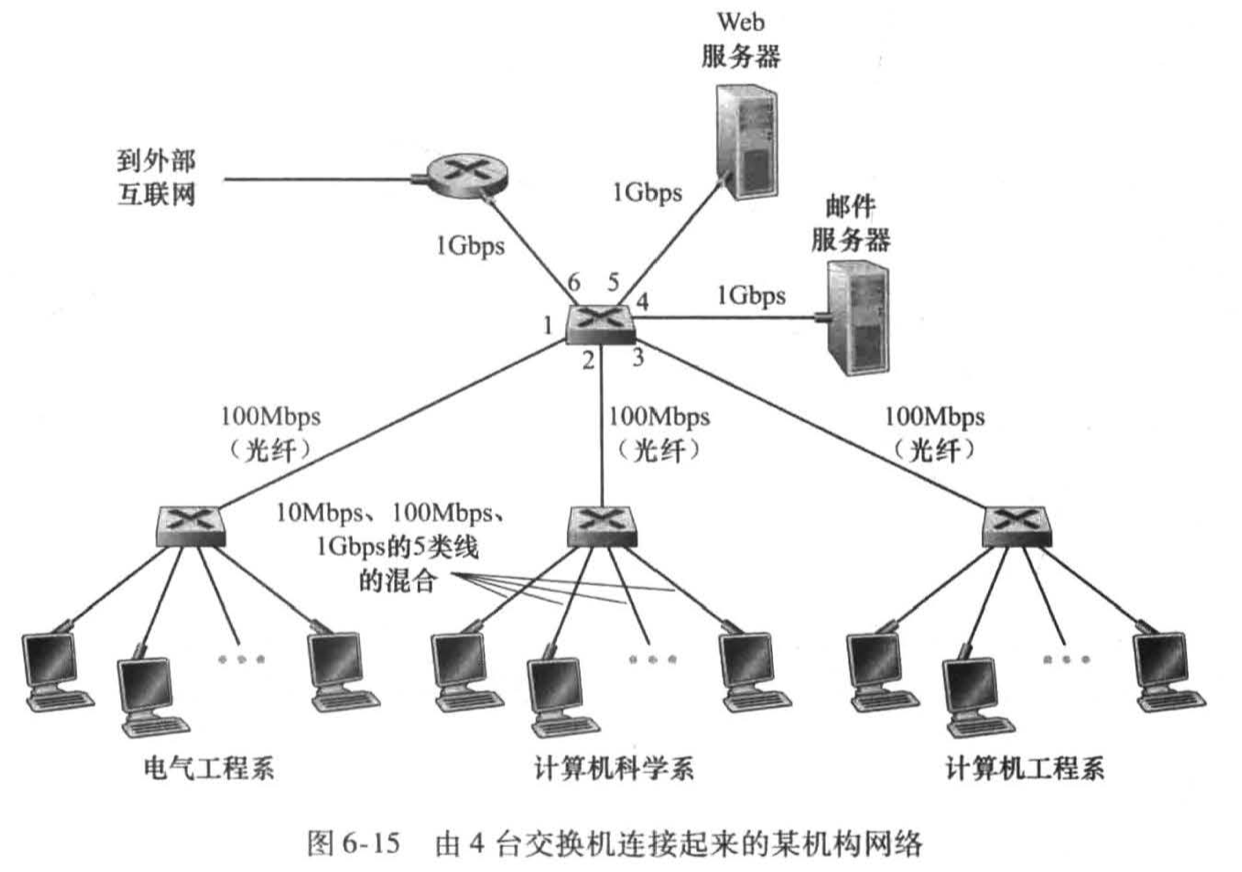 Web
服务器
到外部
互联网
1Gbps
1Gbps
邮件
服务器
1Gbps
6
5
4
1
2
3
100Mbps
（光纤）
100Mbps
（光纤）
100Mbps
（光纤）
10Mbps、100Mbps、
1Gbps的5类线
的混合
电气工程系
计算机科学系
计算机工程系
图 6-15 由 4 台交换机连接起来的某机构网络